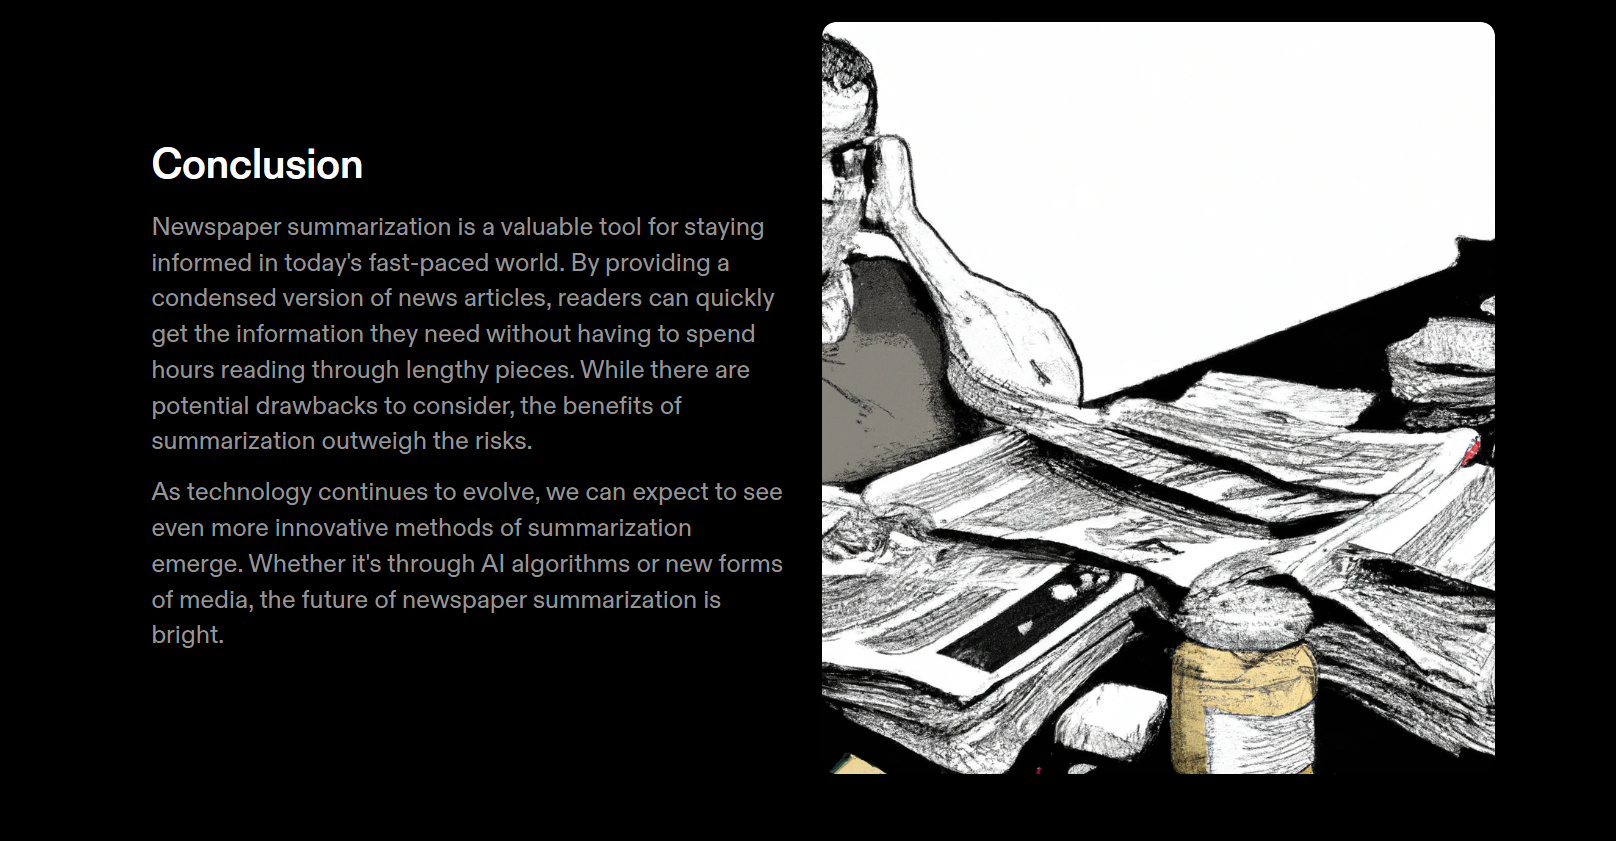 Conclusion
Newspaper summarization is a valuable tool for staying
informed in today's fast-paced world. By providing a
condensed version of news articles, readers can quickly
get the information they need without having to spend
hours reading through lengthy pieces. While there are
potential drawbacks to consider, the benefits of
summarization outweigh the risks.
As technology continues to evolve, we can expect to see
even more innovative methods of summarization
emerge. Whether it's through AI algorithms or new forms
of media, the future of newspaper summarization is
bright.